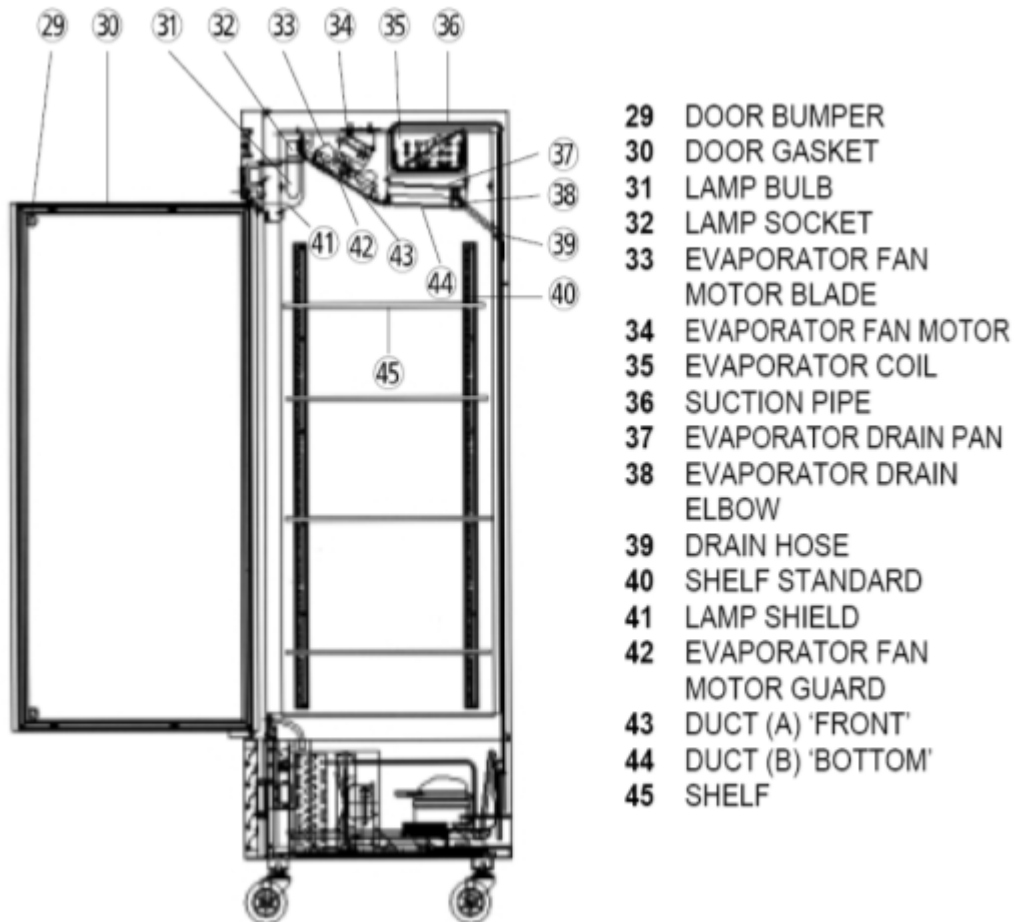 29 30 31 32 33 34 35 36
37
38
39
41 42 43 44 40
45
29 DOOR BUMPER
30 DOOR GASKET
31 LAMP BULB
32 LAMP SOCKET
33 EVAPORATOR FAN
MOTOR BLADE
34 EVAPORATOR FAN MOTOR
35 EVAPORATOR COIL
36 SUCTION PIPE
37 EVAPORATOR DRAIN PAN
38 EVAPORATOR DRAIN
ELBOW
39 DRAIN HOSE
40 SHELF STANDARD
41 LAMP SHIELD
42 EVAPORATOR FAN
MOTOR GUARD
43 DUCT (A) ‘FRONT’
44 DUCT (B) ‘BOTTOM’
45 SHELF